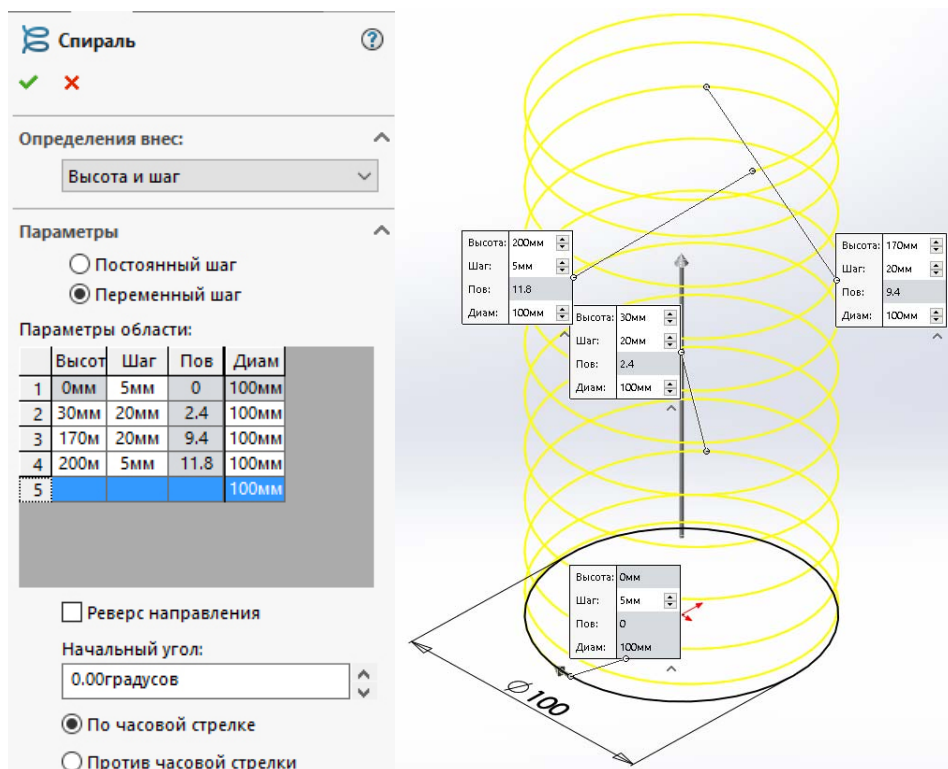 Спираль
?
Определения внес:
Высота и шаг
Параметры
Постоянный шаг
Переменный шаг
Параметры области:
Высот Шаг Пов Диам
1 0мм 5мм 0 100мм
2 30мм 20мм 2.4 100мм
3 170м 20мм 9.4 100мм
4 200м 5мм 11.8 100мм
5 100мм
Реверс направления
Начальный угол:
0.00градусов
По часовой стрелке
Против часовой стрелки
Высота: 200мм
Шаг: 5мм
Пов: 11.8
Диам: 100мм
Высота: 170мм
Шаг: 20мм
Пов: 9.4
Диам: 100мм
Высота: 30мм
Шаг: 20мм
Пов: 2.4
Диам: 100мм
Высота: 0мм
Шаг: 5мм
Пов: 0
Диам: 100мм
∅100